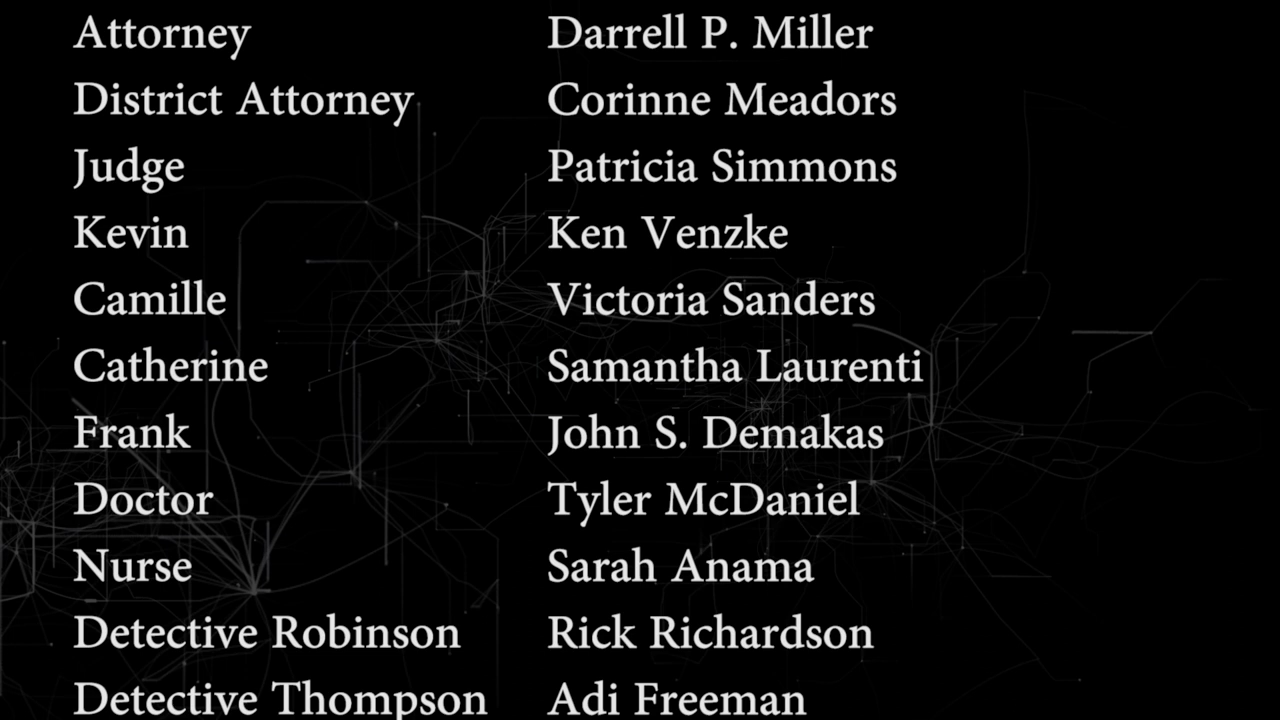 Attorney Darrell P. Miller
District Attorney Corinne Meadors
Judge Patricia Simmons
Kevin Ken Venzke
Camille Victoria Sanders
Catherine Samantha Laurenti
Frank John S. Demakas
Doctor Tyler McDaniel
Nurse Sarah Anama
Detective Robinson Rick Richardson
Detective Thompson Adi Freeman